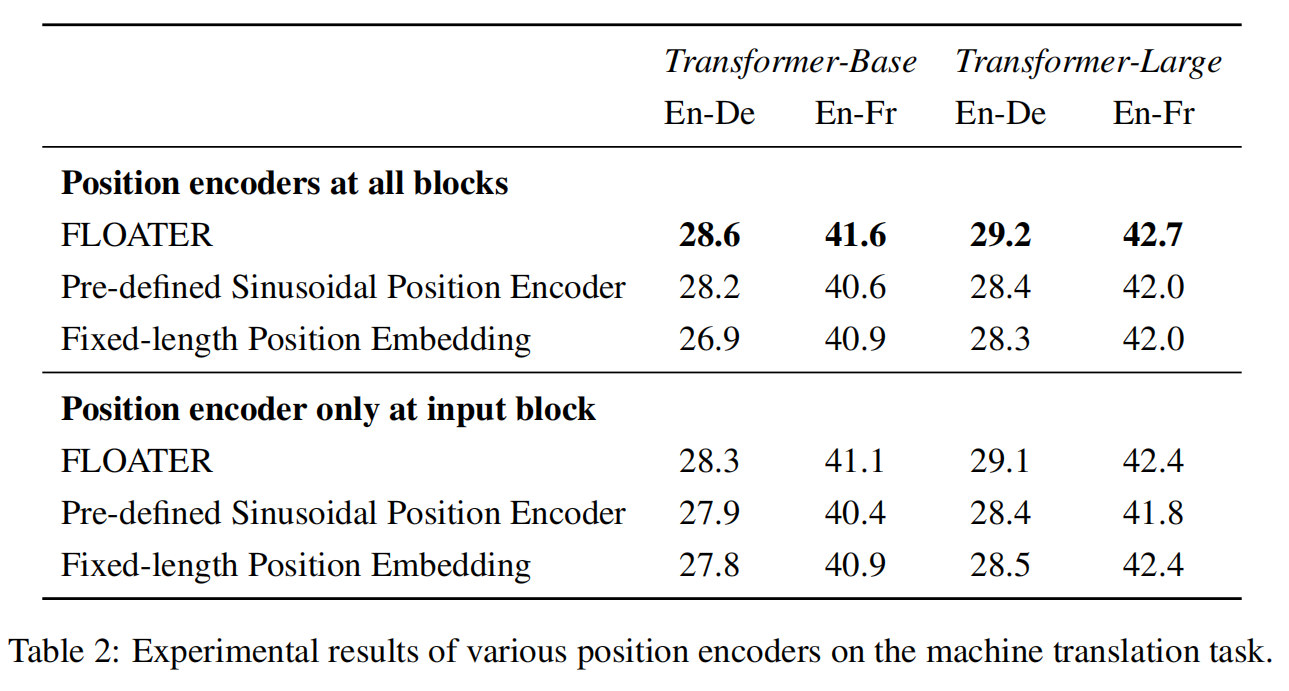 Transformer-Base Transformer-Large
En-De En-Fr En-De En-Fr
Position encoders at all blocks
FLOATER 28.6 41.6 29.2 42.7
Pre-defined Sinusoidal Position Encoder 28.2 40.6 28.4 42.0
Fixed-length Position Embedding 26.9 40.9 28.3 42.0
Position encoder only at input block
FLOATER 28.3 41.1 29.1 42.4
Pre-defined Sinusoidal Position Encoder 27.9 40.4 28.4 41.8
Fixed-length Position Embedding 27.8 40.9 28.5 42.4
Table 2: Experimental results of various position encoders on the machine translation task.